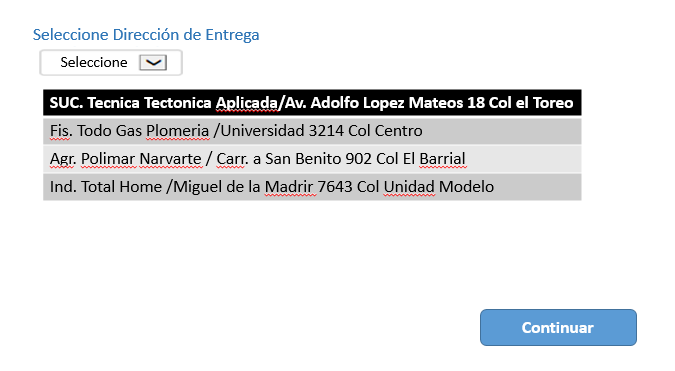 Seleccione Dirección de Entrega
Seleccione
SUC. Tecnica Tectonica Aplicada/Av. Adolfo Lopez Mateos 18 Col el Toreo
Fis. Todo Gas Plomeria /Universidad 3214 Col Centro
Agr. Polimar Narvarte / Carr. a San Benito 902 Col El Barrial
Ind. Total Home /Miguel de la Madrir 7643 Col Unidad Modelo
Continuar